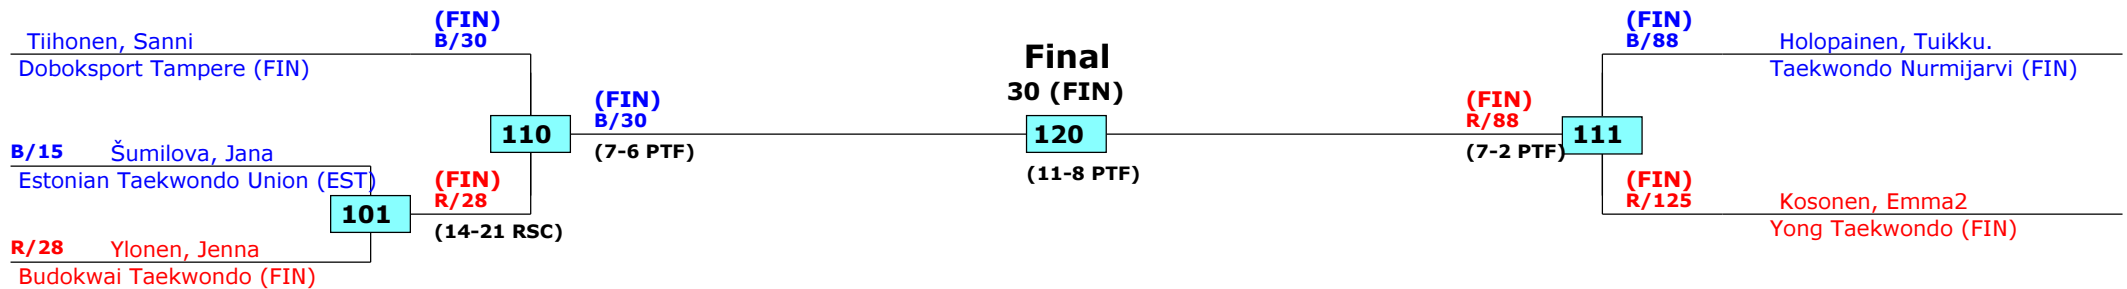 Tiihonen, Sanni
Doboksport Tampere (FIN)
(FIN)
B/30
B/15 Šumilova, Jana
Estonian Taekwondo Union (EST)
101
R/28 Ylonen, Jenna
Budokwai Taekwondo (FIN)
(FIN)
R/28
(14-21 RSC)
110
(FIN)
B/30
(7-6 PTF)
Final
30 (FIN)
120
(11-8 PTF)
(FIN)
R/88
(7-2 PTF)
111
(FIN)
B/88
Holopainen, Tuikku.
Taekwondo Nurmijarvi (FIN)
(FIN)
R/125
Kosonen, Emma2
Yong Taekwondo (FIN)